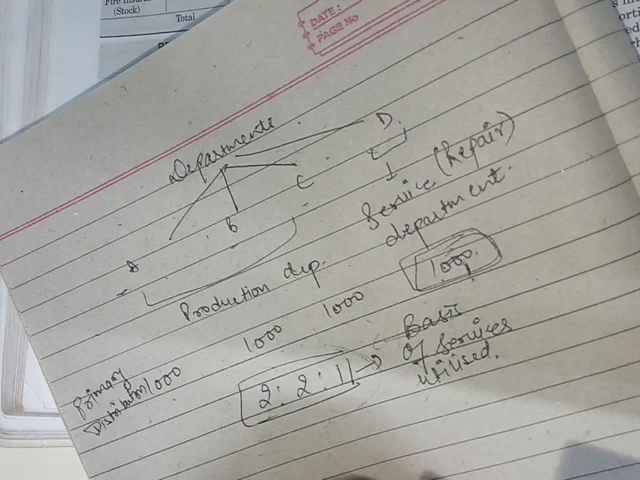 (Stock)
Total
DATE:
PAGE No
Departments
A
B
C
D.
Production dep.
Service (Repair)
department.
Primary
Distribution 1000 1000 1000 1000
2:2:1 → Basis
of services
utilised.